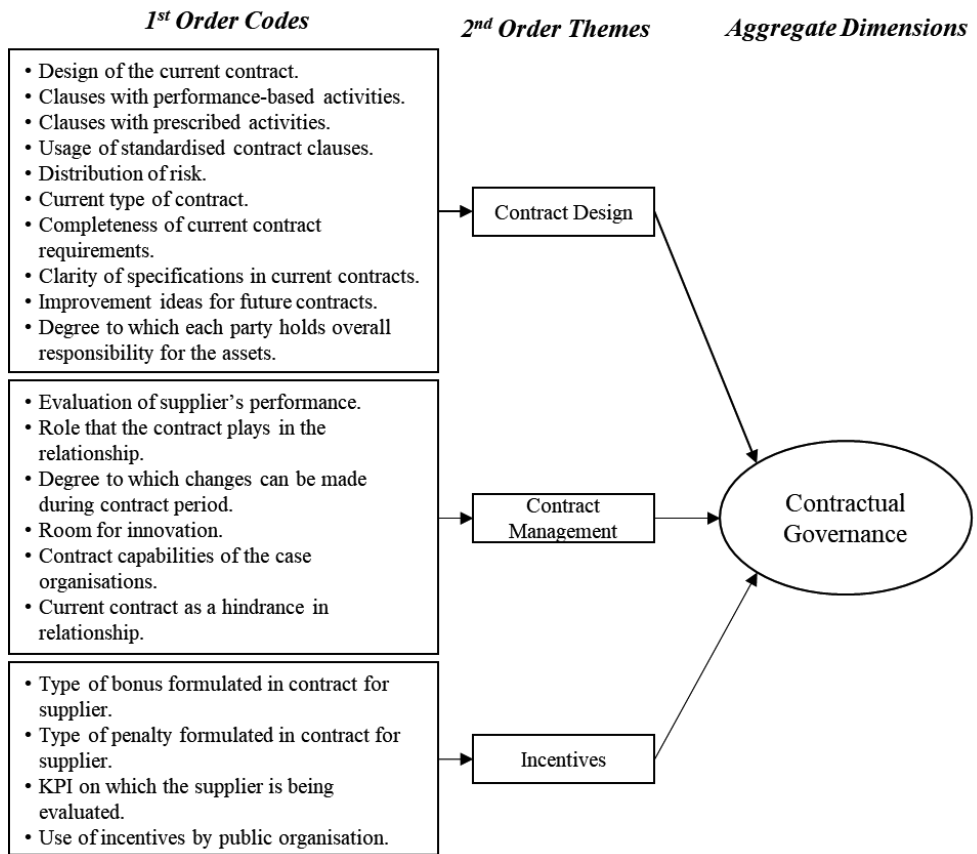 1st Order Codes
2nd Order Themes
Aggregate Dimensions
• Design of the current contract.
• Clauses with performance-based activities.
• Clauses with prescribed activities.
• Usage of standardised contract clauses.
• Distribution of risk.
• Current type of contract.
• Completeness of current contract
requirements.
• Clarity of specifications in current contracts.
• Improvement ideas for future contracts.
• Degree to which each party holds overall
responsibility for the assets.
Contract Design
• Evaluation of supplier's performance.
• Role that the contract plays in the
relationship.
• Degree to which changes can be made
during contract period.
• Room for innovation.
• Contract capabilities of the case
organisations.
• Current contract as a hindrance in
relationship.
Contract
Management
Contractual
Governance
• Type of bonus formulated in contract for
supplier.
• Type of penalty formulated in contract for
supplier.
• KPI on which the supplier is being
evaluated.
• Use of incentives by public organisation.
Incentives